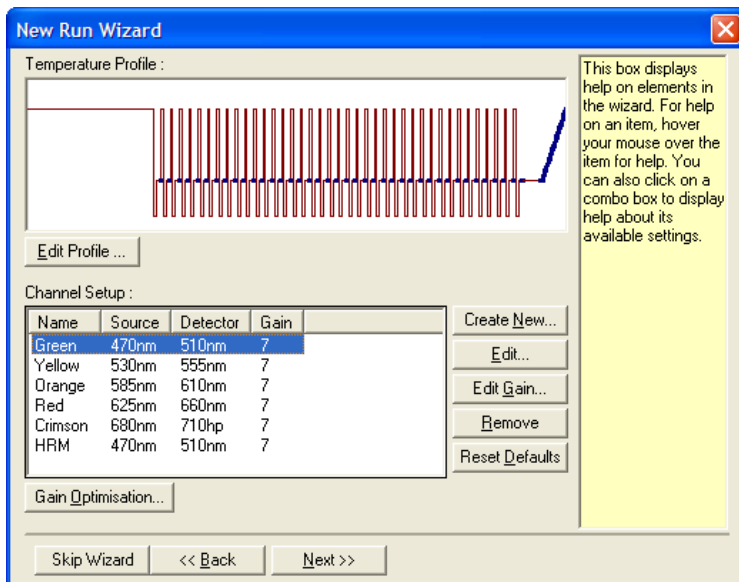 New Run Wizard
Temperature Profile :
Edit Profile ...
Channel Setup :
Name Source Detector Gain
Green 470nm 510nm 7
Yellow 530nm 555nm 7
Orange 585nm 610nm 7
Red 625nm 660nm 7
Crimson 680nm 710hp 7
HRM 470nm 510nm 7
Create New...
Edit...
Edit Gain...
Remove
Reset Defaults
Gain Optimisation...
This box displays
help on elements in
the wizard. For help
on an item, hover
your mouse over the
item for help. You
can also click on a
combo box to display
help about its
available settings.
Skip Wizard << Back Next >>